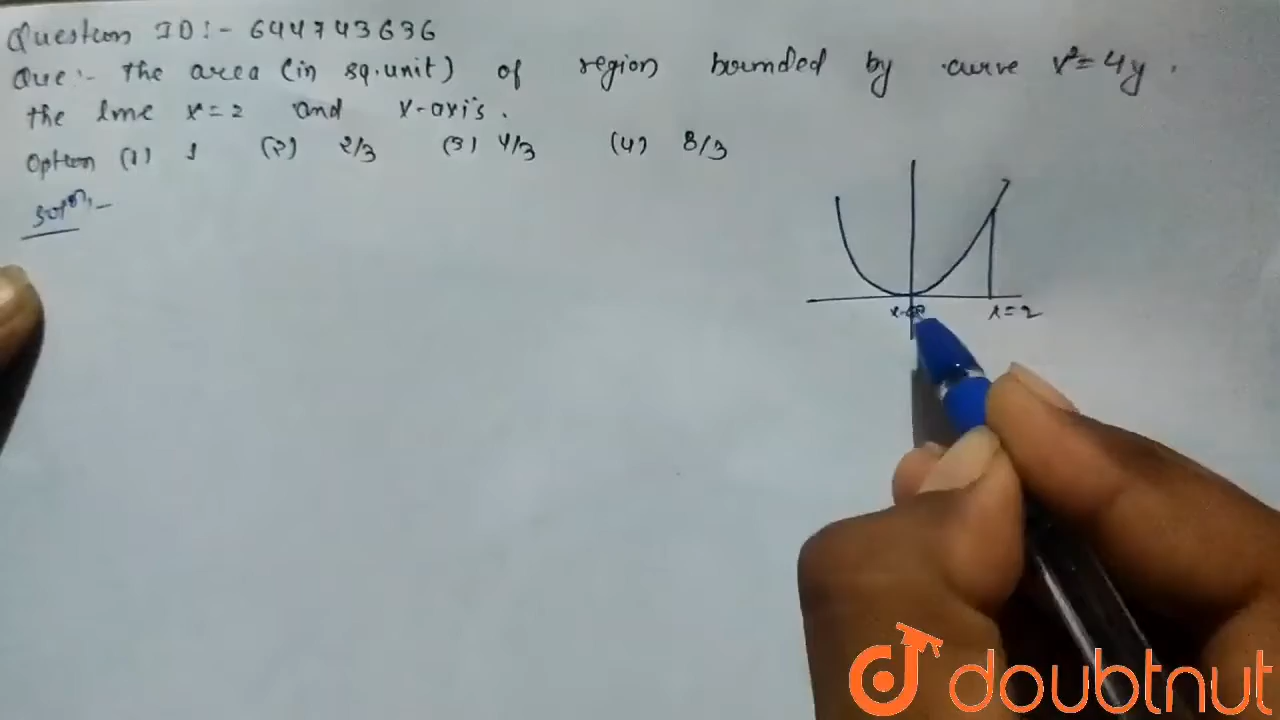 Question ID:- 644743636
Que:- The area (in sq.unit) of region bounded by curve x²=4y.
the line x=2 and x-axis.
Option (1) 1 (2) 2/3 (3) 4/3 (4) 8/3
Solⁿ:-
x=2
doubtnut